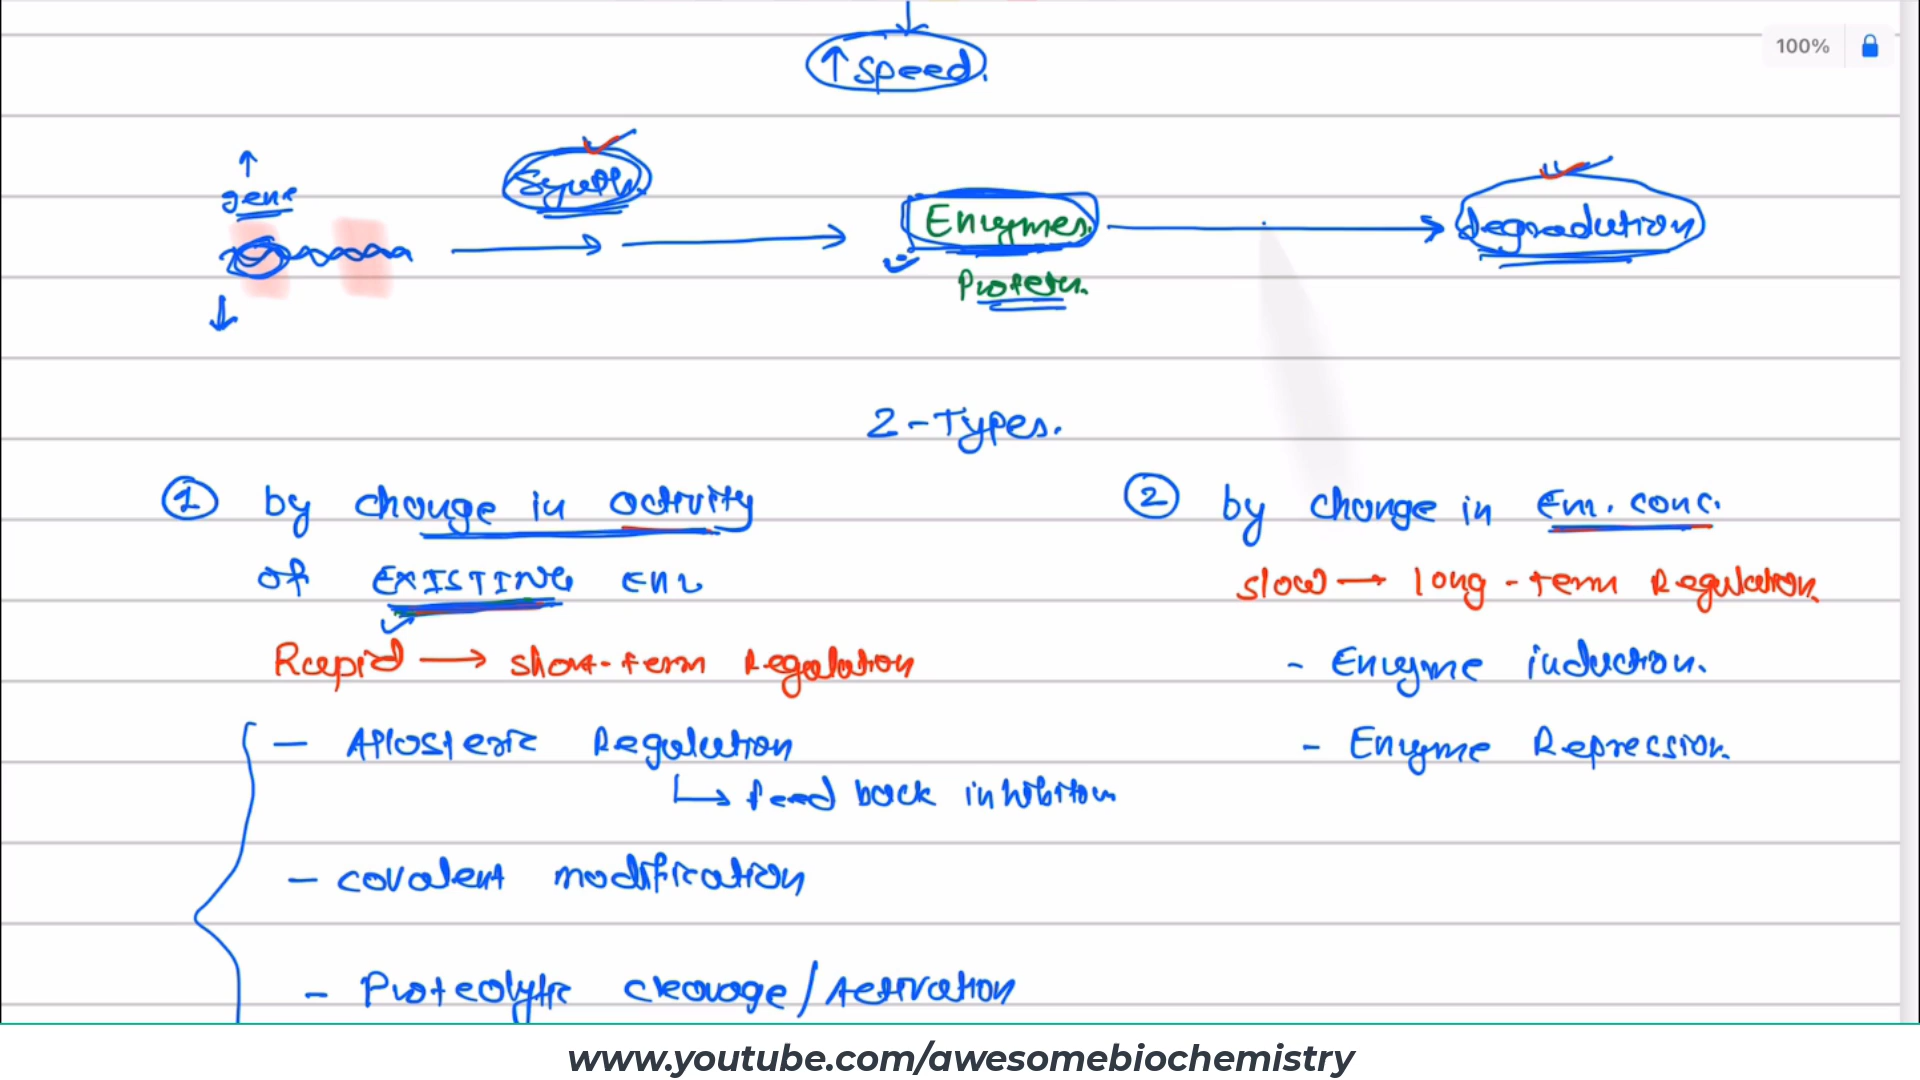 ↑ speed.
100%
↑
gene
Synth.
Enzymes.
degradation
Protein.
↓
2-Types.
① by change in activity
of EXISTING Enz
Rapid → short-term Regulation
— Allosteric Regulation
↳ feed back inhibition
— covalent modification
— Proteolytic cleavage/Activation
② by change in Enz. conc.
slow → long-term Regulation.
- Enzyme induction.
- Enzyme Repression.
www.youtube.com/awesomebiochemistry